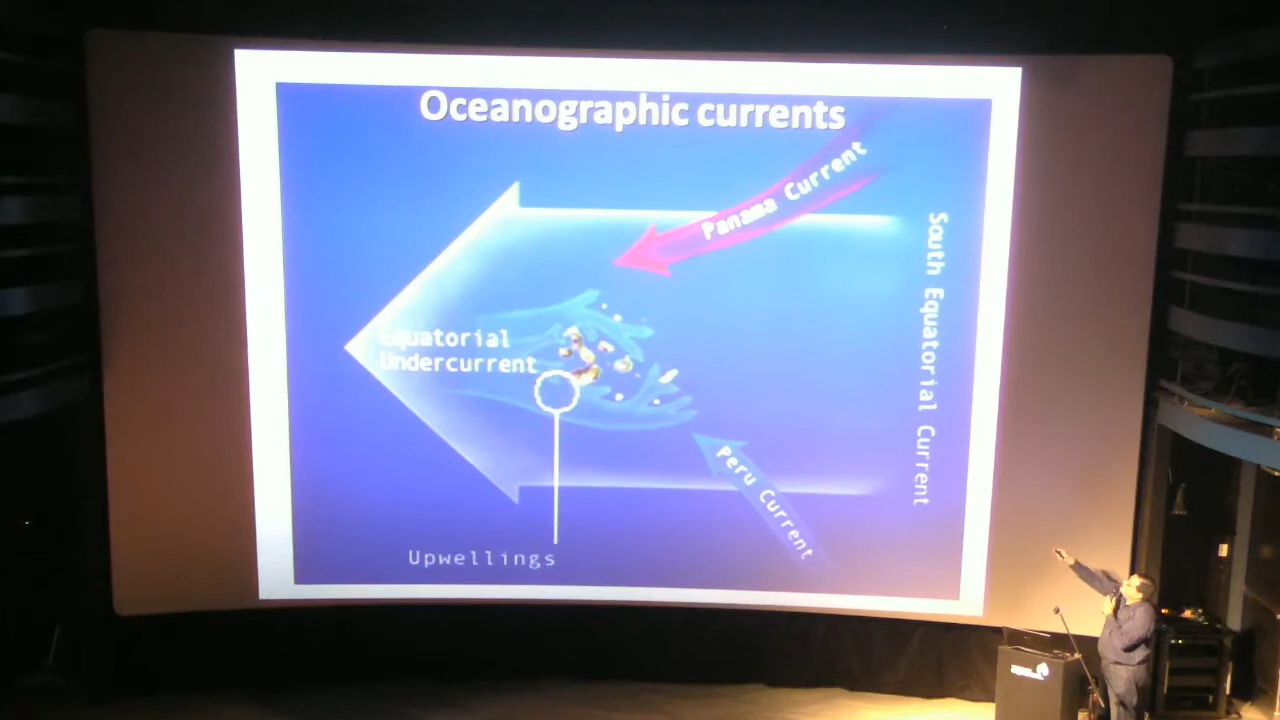 Oceanographic currents
Panama Current
South Equatorial Current
Equatorial
Undercurrent
Peru Current
Upwellings